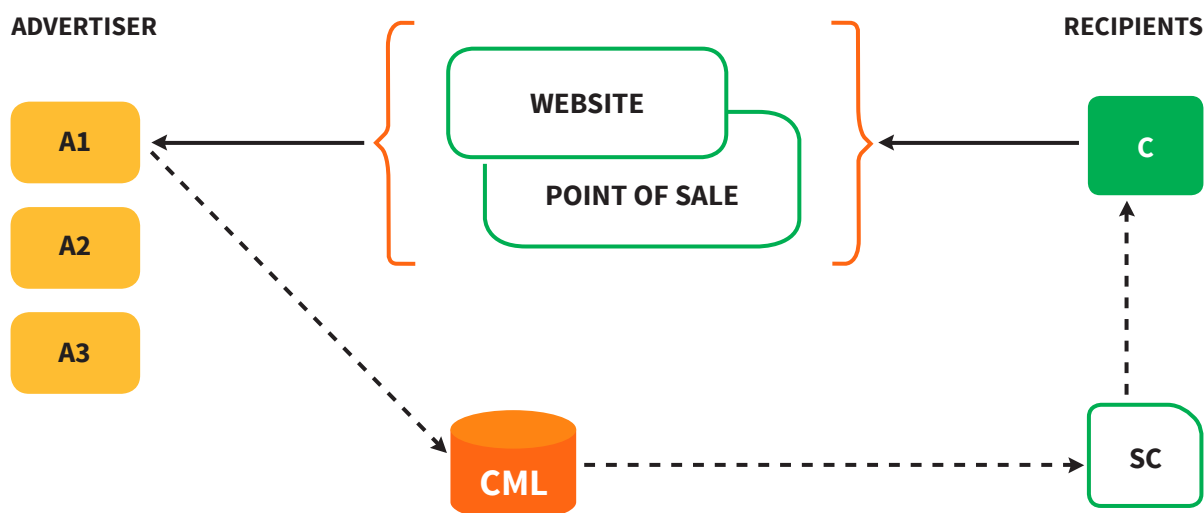 ADVERTISER
RECIPIENTS
WEBSITE
A1
C
POINT OF SALE
A2
A3
CML
SC